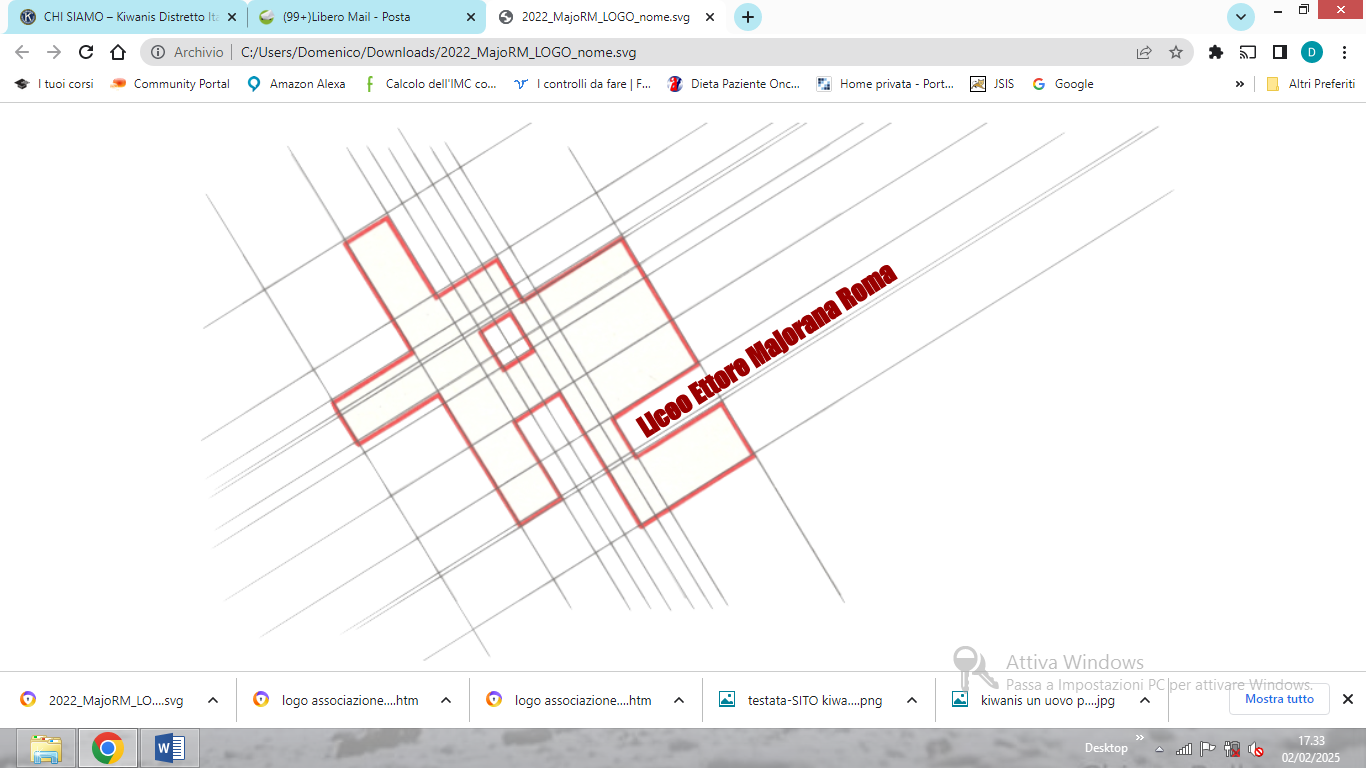 CHI SIAMO – Kiwanis Distretto Ita
(99+)Libero Mail - Posta
2022_MajoRM_LOGO_nome.svg
Archivio
C:/Users/Domenico/Downloads/2022_MajoRM_LOGO_nome.svg
D
I tuoi corsi
Community Portal
Amazon Alexa
Calcolo dell'IMC co...
I controlli da fare | F...
Dieta Paziente Onc...
Home privata - Port...
JSIS
Google
»
Altri Preferiti
Liceo Ettore Majorana Roma
Attiva Windows
Passa a Impostazioni PC per attivare Windows.
2022_MajoRM_LO....svg
logo associazione....htm
logo associazione....htm
testata-SITO kiwa....png
kiwanis un uovo p....jpg
Mostra tutto
Desktop
»
17.33
02/02/2025